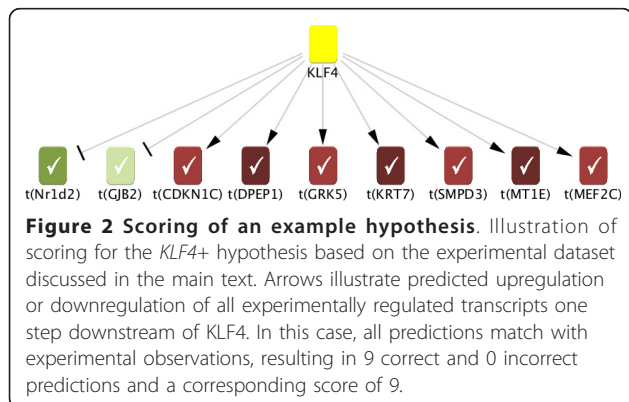 KLF4
t(Nr1d2) t(GJB2) t(CDKN1C) t(DPEP1) t(GRK5) t(KRT7) t(SMPD3) t(MT1E) t(MEF2C)
Figure 2 Scoring of an example hypothesis. Illustration of
scoring for the KLF4+ hypothesis based on the experimental dataset
discussed in the main text. Arrows illustrate predicted upregulation
or downregulation of all experimentally regulated transcripts one
step downstream of KLF4. In this case, all predictions match with
experimental observations, resulting in 9 correct and 0 incorrect
predictions and a corresponding score of 9.